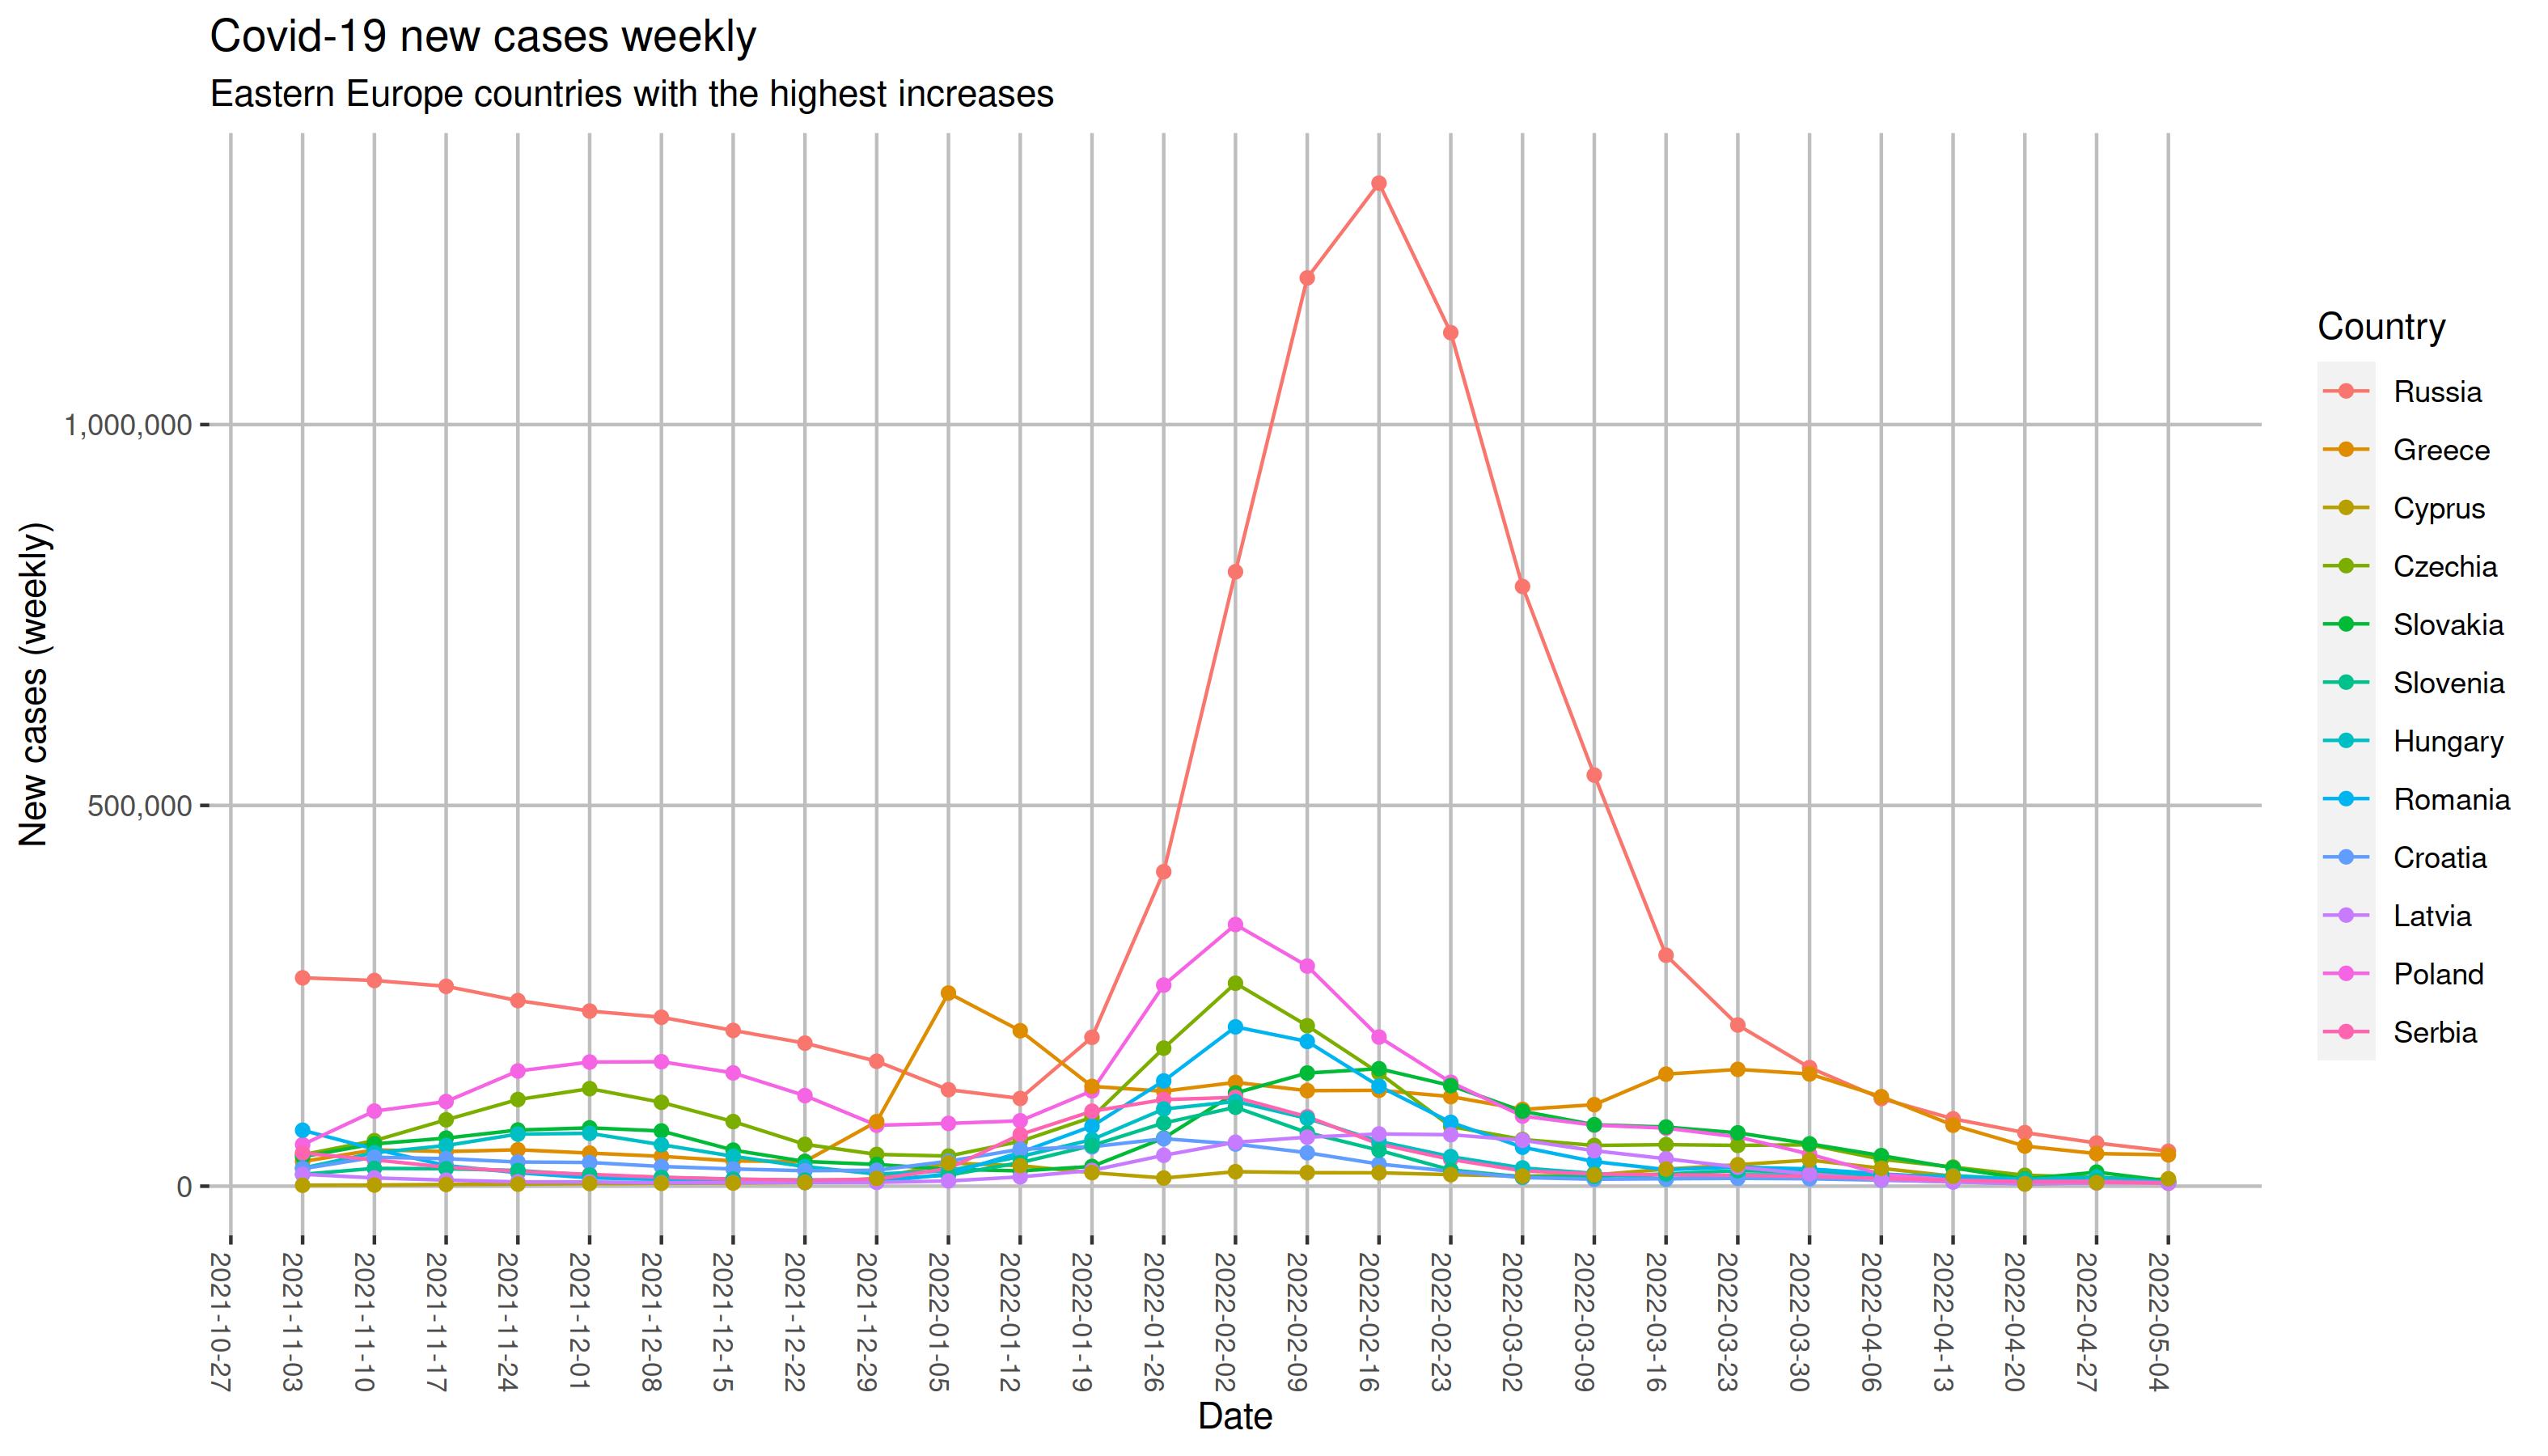 Covid-19 new cases weekly
Eastern Europe countries with the highest increases
New cases (weekly)
1,000,000
500,000
0
2021-10-27
2021-11-03
2021-11-10
2021-11-17
2021-11-24
2021-12-01
2021-12-08
2021-12-15
2021-12-22
2021-12-29
2022-01-05
2022-01-12
2022-01-19
2022-01-26
2022-02-02
2022-02-09
2022-02-16
2022-02-23
2022-03-02
2022-03-09
2022-03-16
2022-03-23
2022-03-30
2022-04-06
2022-04-13
2022-04-20
2022-04-27
2022-05-04
Date
Country
Russia
Greece
Cyprus
Czechia
Slovakia
Slovenia
Hungary
Romania
Croatia
Latvia
Poland
Serbia